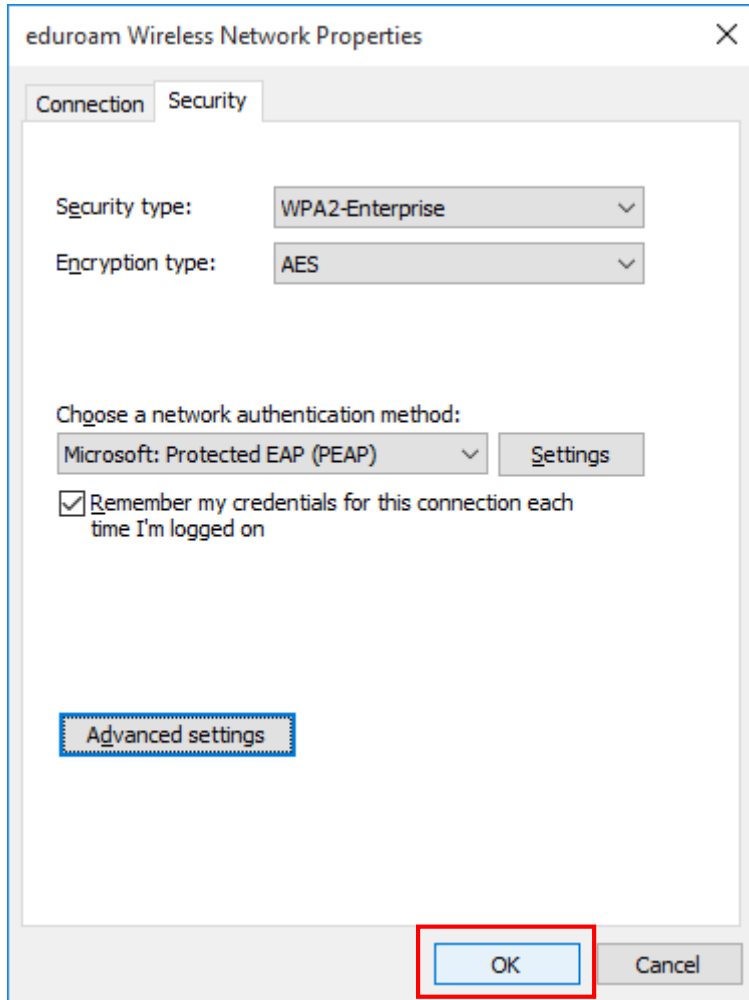 eduroam Wireless Network Properties
Connection Security
Security type: WPA2-Enterprise
Encryption type: AES
Choose a network authentication method:
Microsoft: Protected EAP (PEAP) Settings
Remember my credentials for this connection each
time I'm logged on
Advanced settings
OK Cancel